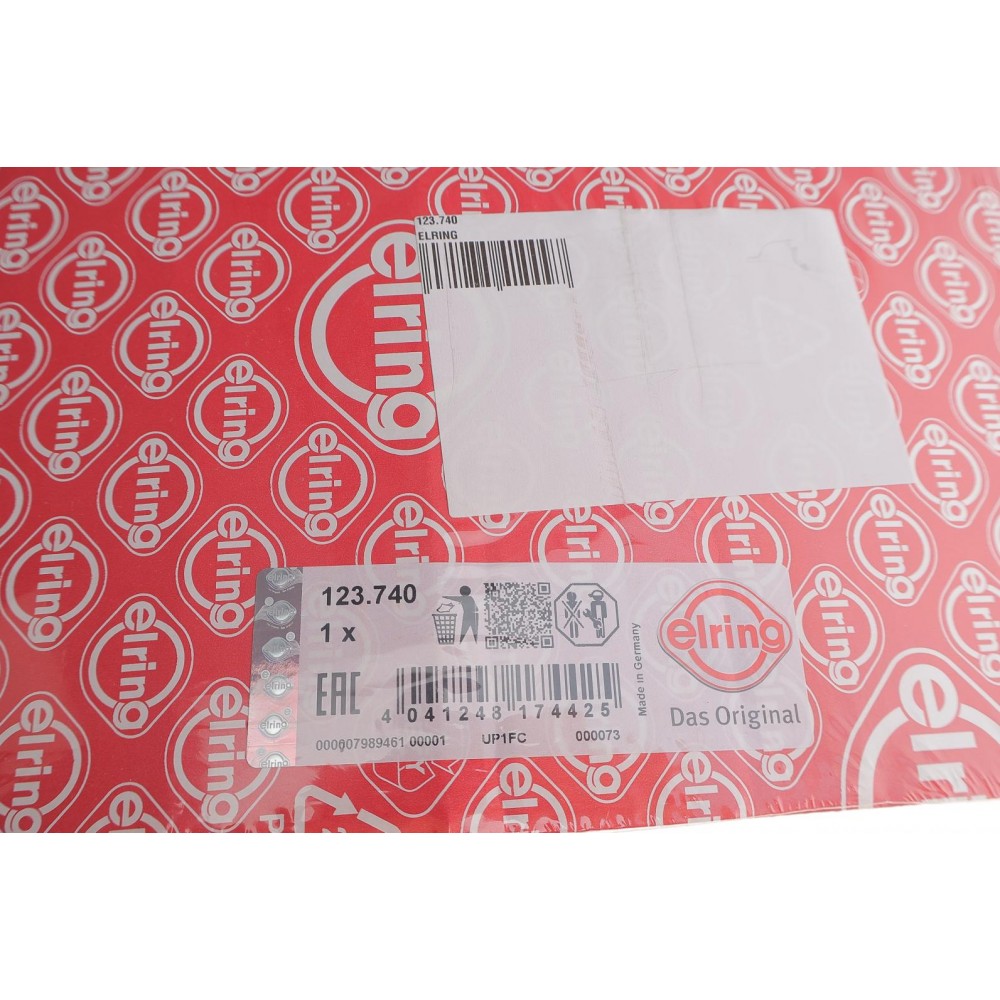 123.740
ELRING
elring
123.740
1 x
EAC
Made in Germany
elring
Das Original
4 041248 174425
000007989461 00001 UP1FC 000073